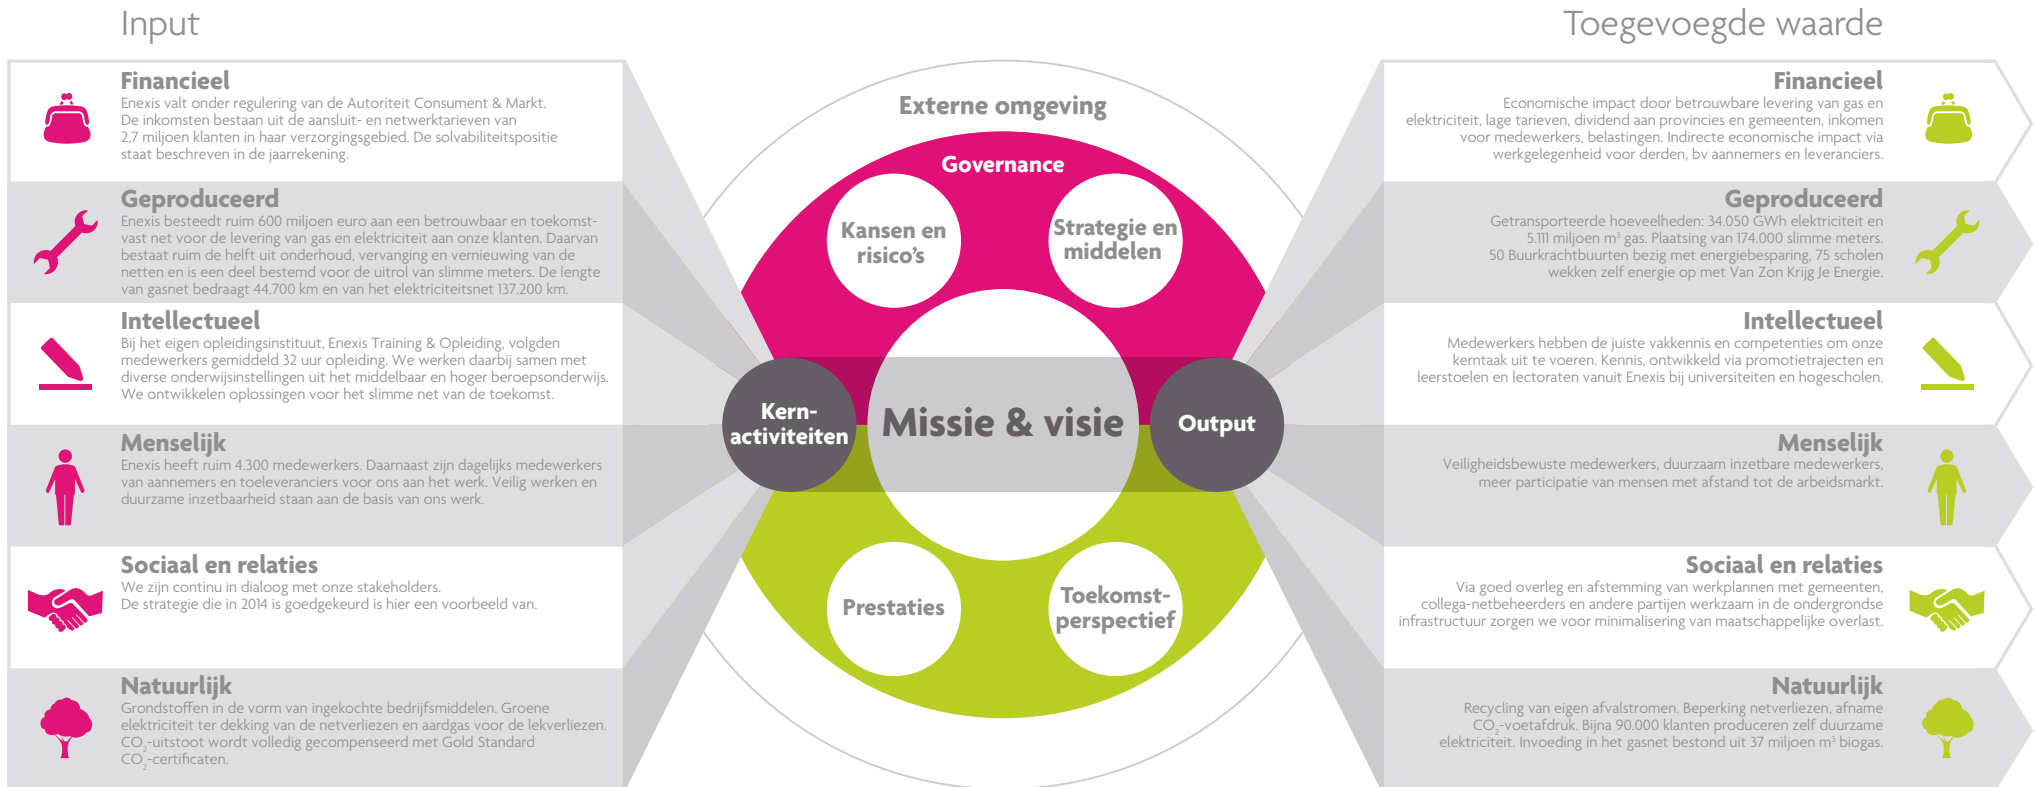 Input
Financieel
Enexis valt onder regulering van de Autoriteit Consument & Markt.
De inkomsten bestaan uit de aansluit- en netwerktarieven van
2,7 miljoen klanten in haar verzorgingsgebied. De solvabiliteitspositie
staat beschreven in de jaarrekening.
Geproduceerd
Enexis besteedt ruim 600 miljoen euro aan een betrouwbaar en toekomst-
vast net voor de levering van gas en elektriciteit aan onze klanten. Daarvan
bestaat ruim de helft uit onderhoud, vervanging en vernieuwing van de
netten en is een deel bestemd voor de uitrol van slimme meters. De lengte
van gasnet bedraagt 44.700 km en van het elektriciteitsnet 137.200 km.
Intellectueel
Bij het eigen opleidingsinstituut, Enexis Training & Opleiding, volgden
medewerkers gemiddeld 32 uur opleiding. We werken daarbij samen met
diverse onderwijsinstellingen uit het middelbaar en hoger beroepsonderwijs.
We ontwikkelen oplossingen voor het slimme net van de toekomst.
Menselijk
Enexis heeft ruim 4.300 medewerkers. Daarnaast zijn dagelijks medewerkers
van aannemers en toeleveranciers voor ons aan het werk. Veilig werken en
duurzame inzetbaarheid staan aan de basis van ons werk.
Sociaal en relaties
We zijn continu in dialoog met onze stakeholders.
De strategie die in 2014 is goedgekeurd is hier een voorbeeld van.
Natuurlijk
Grondstoffen in de vorm van ingekochte bedrijfsmiddelen. Groene
elektriciteit ter dekking van de netverliezen en aardgas voor de lekverliezen.
CO₂-uitstoot wordt volledig gecompenseerd met Gold Standard
CO₂-certificaten.
Externe omgeving
Governance
Kansen en
risico's
Strategie en
middelen
Kern-
activiteiten
Missie & visie
Output
Prestaties
Toekomst-
perspectief
Toegevoegde waarde
Financieel
Economische impact door betrouwbare levering van gas en
elektriciteit, lage tarieven, dividend aan provincies en gemeenten, inkomen
voor medewerkers, belastingen. Indirecte economische impact via
werkgelegenheid voor derden, bv aannemers en leveranciers.
Geproduceerd
Getransporteerde hoeveelheden: 34.050 GWh elektriciteit en
5.111 miljoen m³ gas. Plaatsing van 174.000 slimme meters.
50 Buurkrachtbuurten bezig met energiebesparing, 75 scholen
wekken zelf energie op met Van Zon Krijg Je Energie.
Intellectueel
Medewerkers hebben de juiste vakkennis en competenties om onze
kerntaak uit te voeren. Kennis, ontwikkeld via promotietrajecten en
leerstoelen en lectoraten vanuit Enexis bij universiteiten en hogescholen.
Menselijk
Veiligheidsbewuste medewerkers, duurzaam inzetbare medewerkers,
meer participatie van mensen met afstand tot de arbeidsmarkt.
Sociaal en relaties
Via goed overleg en afstemming van werkplannen met gemeenten,
collega-netbeheerders en andere partijen werkzaam in de ondergrondse
infrastructuur zorgen we voor minimalisering van maatschappelijke overlast.
Natuurlijk
Recycling van eigen afvalstromen. Beperking netverliezen, afname
CO₂-voetafdruk. Bijna 90.000 klanten produceren zelf duurzame
elektriciteit. Invoeding in het gasnet bestond uit 37 miljoen m³ biogas.